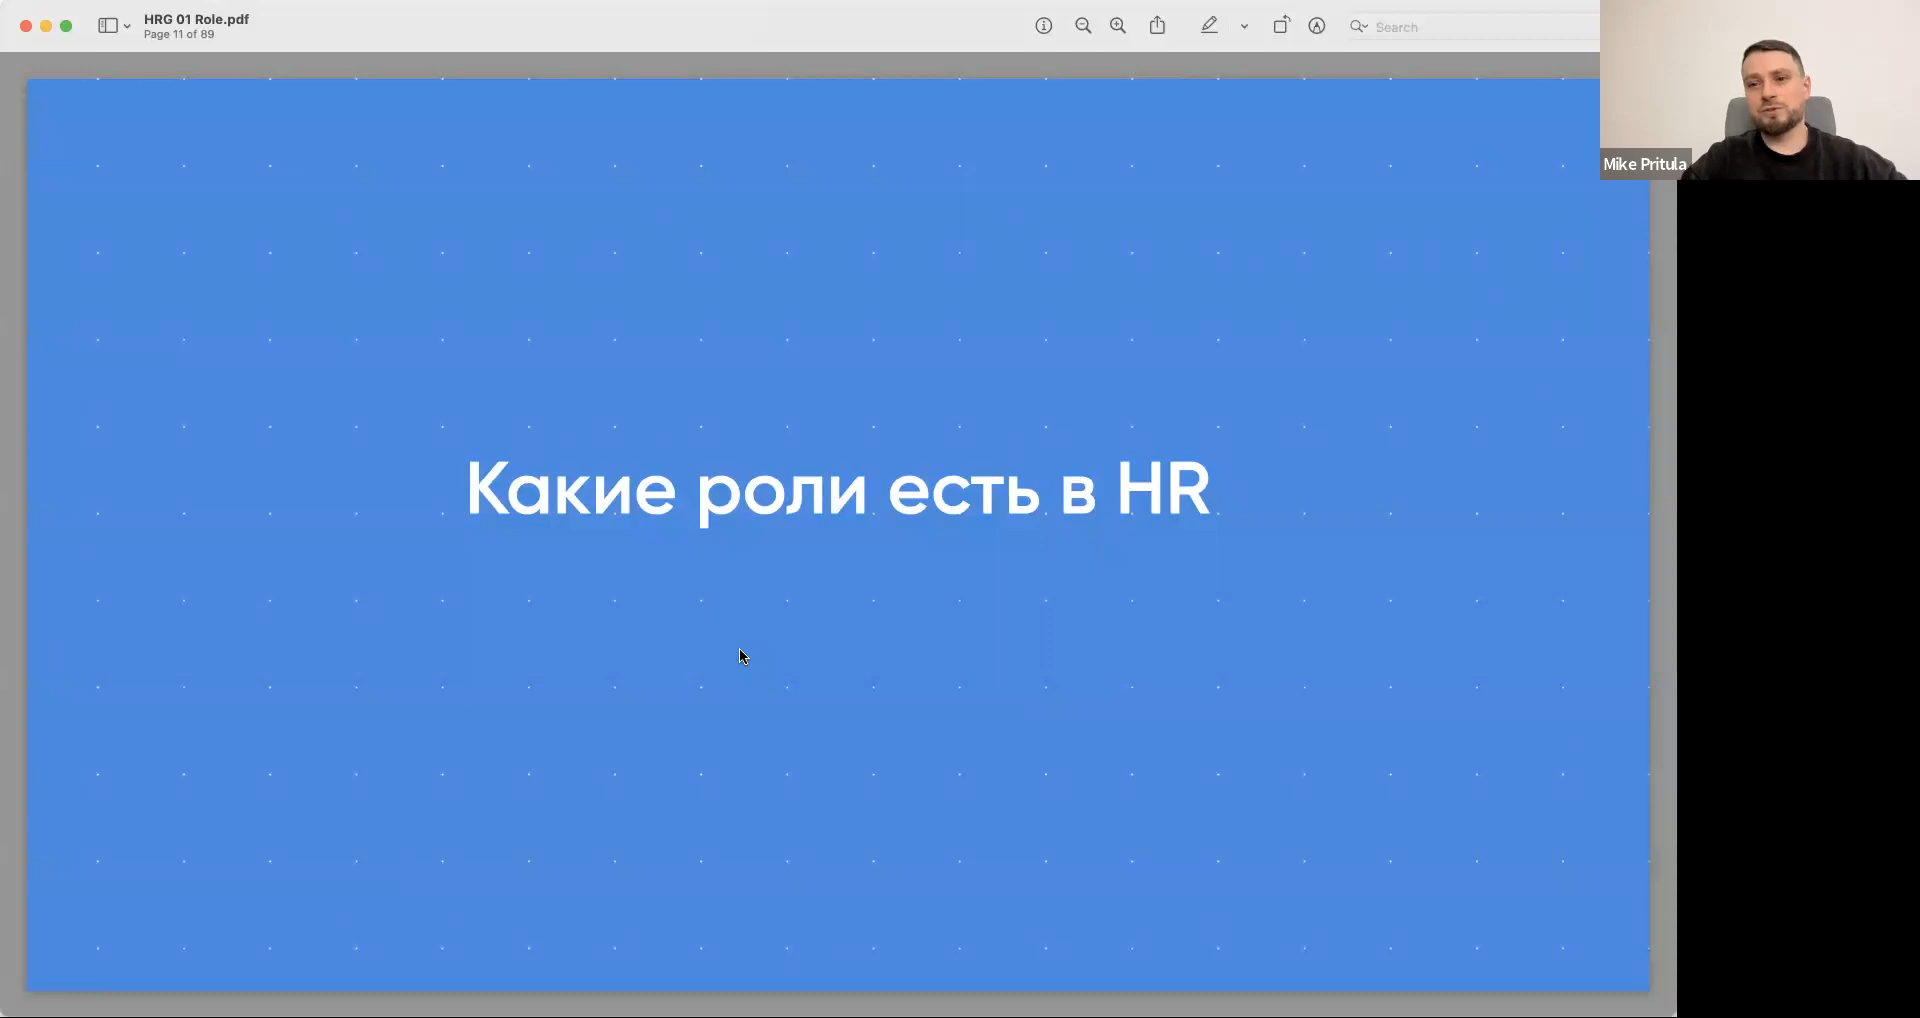 HRG 01 Role.pdf
Page 11 of 89
Search
Mike Pritula
Какие роли есть в HR